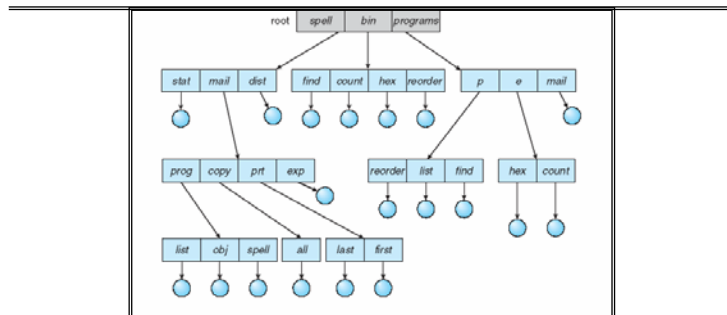 root spell bin programs
stat mail dist find count hex reorder p e mail
prog copy prt exp reorder list find hex count
list obj spell all last first